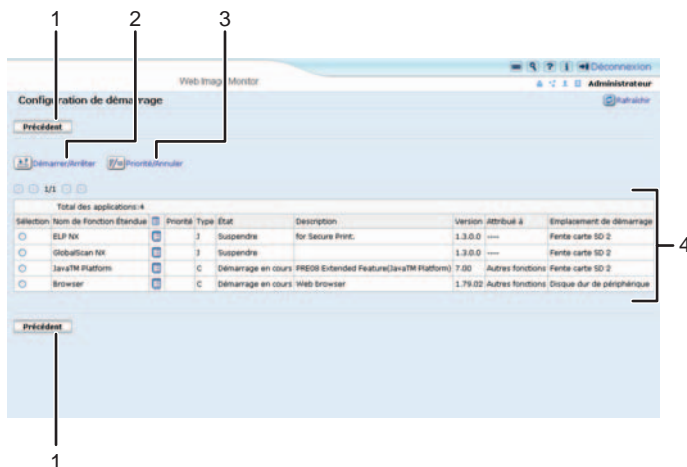 1 2 3
Déconnexion
Web Image Monitor
Administrateur
Configuration de démarrage
Rafraîchir
Précédent
Démarrer/Arrêter Priorité/Annuler
1/1
Total des applications:4
Sélection Nom de Fonction Étendue Priorité Type État Description Version Attribué à Emplacement de démarrage
ELP NX J Suspendre for Secure Print. 1.3.0.0 ---- Fente carte SD 2
GlobalScan NX J Suspendre 1.3.0.0 ---- Fente carte SD 2
JavaTM Platform C Démarrage en cours PRE08 Extended Feature(JavaTM Platform) 7.00 Autres fonctions Fente carte SD 2
Browser C Démarrage en cours Web browser 1.79.02 Autres fonctions Disque dur de périphérique
4
Précédent
1